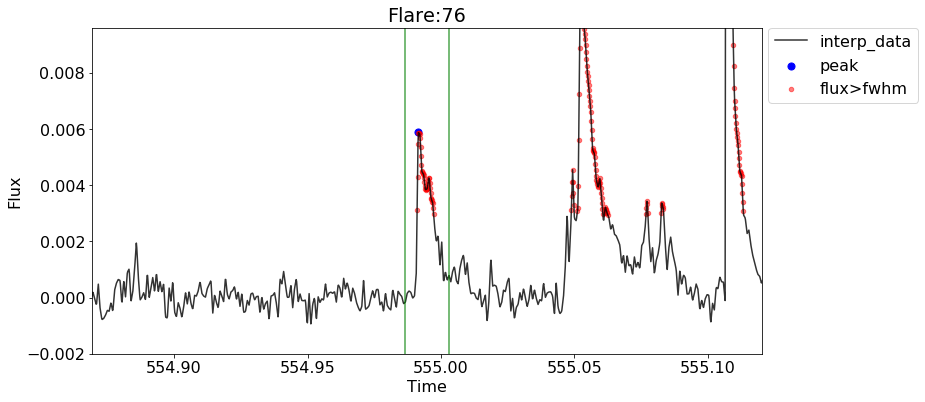 Flare:76
interp_data
peak
flux>fwhm
Flux
0.008
0.006
0.004
0.002
0.000
−0.002
554.90
554.95
555.00
555.05
555.10
Time